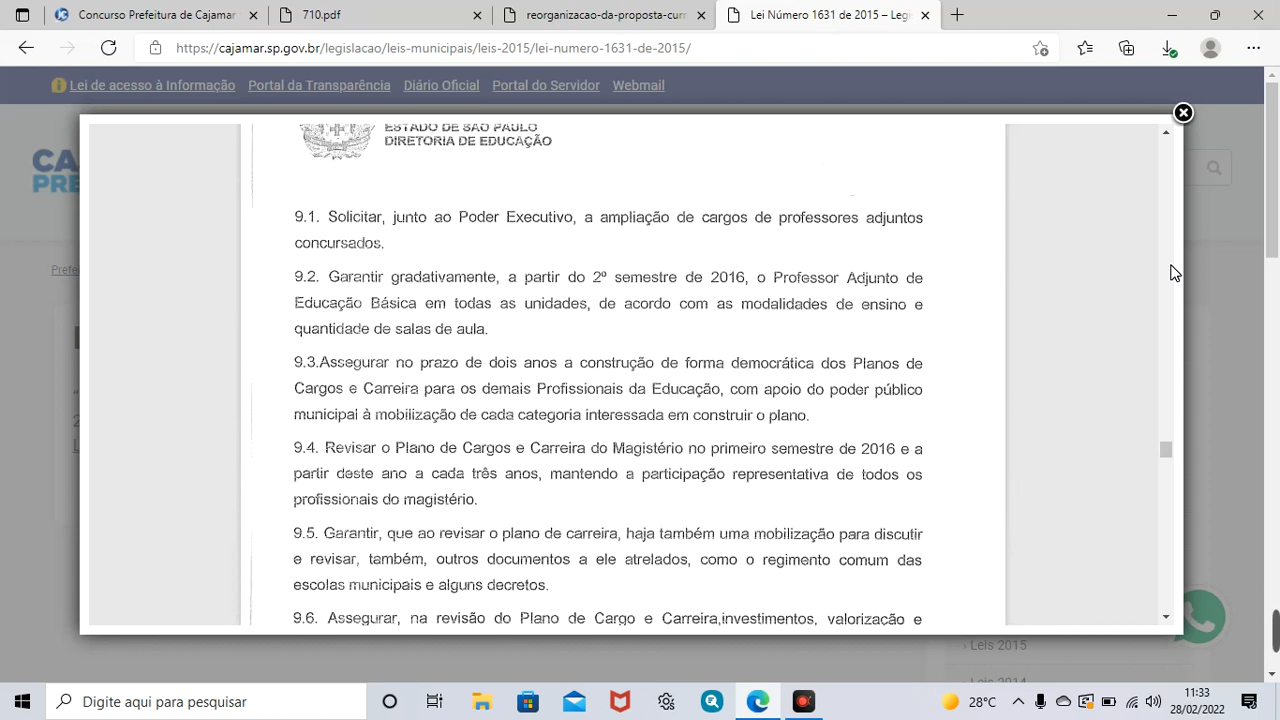 Concurso Prefeitura de Cajamar
710.pdf
reorganizacao-proposta-curr
Lei Número 1631 de 2015 – Leg
https://cajamar.sp.gov.br/legislacao/leis-municipais/leis-2015/lei-numero-1631-de-2015/
Lei de acesso à Informação Portal da Transparência Diário Oficial Portal do Servidor Webmail
CA
PRE
Prefe
ESTADO DE SÃO PAULO
DIRETORIA DE EDUCAÇÃO
9.1. Solicitar, junto ao Poder Executivo, a ampliação de cargos de professores adjuntos
concursados.
9.2. Garantir gradativamente, a partir do 2º semestre de 2016, o Professor Adjunto de
Educação Básica em todas as unidades, de acordo com as modalidades de ensino e
quantidade de salas de aula.
9.3.Assegurar no prazo de dois anos a construção de forma democrática dos Planos de
Cargos e Carreira para os demais Profissionais da Educação, com apoio do poder público
municipal à mobilização de cada categoria interessada em construir o plano.
9.4. Revisar o Plano de Cargos e Carreira do Magistério no primeiro semestre de 2016 e a
partir deste ano a cada três anos, mantendo a participação representativa de todos os
profissionais do magistério.
9.5. Garantir, que ao revisar o plano de carreira, haja também uma mobilização para discutir
e revisar, também, outros documentos a ele atrelados, como o regimento comum das
escolas municipais e alguns decretos.
9.6. Assegurar, na revisão do Plano de Cargo e Carreira,investimentos, valorização e
› Leis 2015
› Leis 2014
Digite aqui para pesquisar
28°C
11:33
28/02/2022